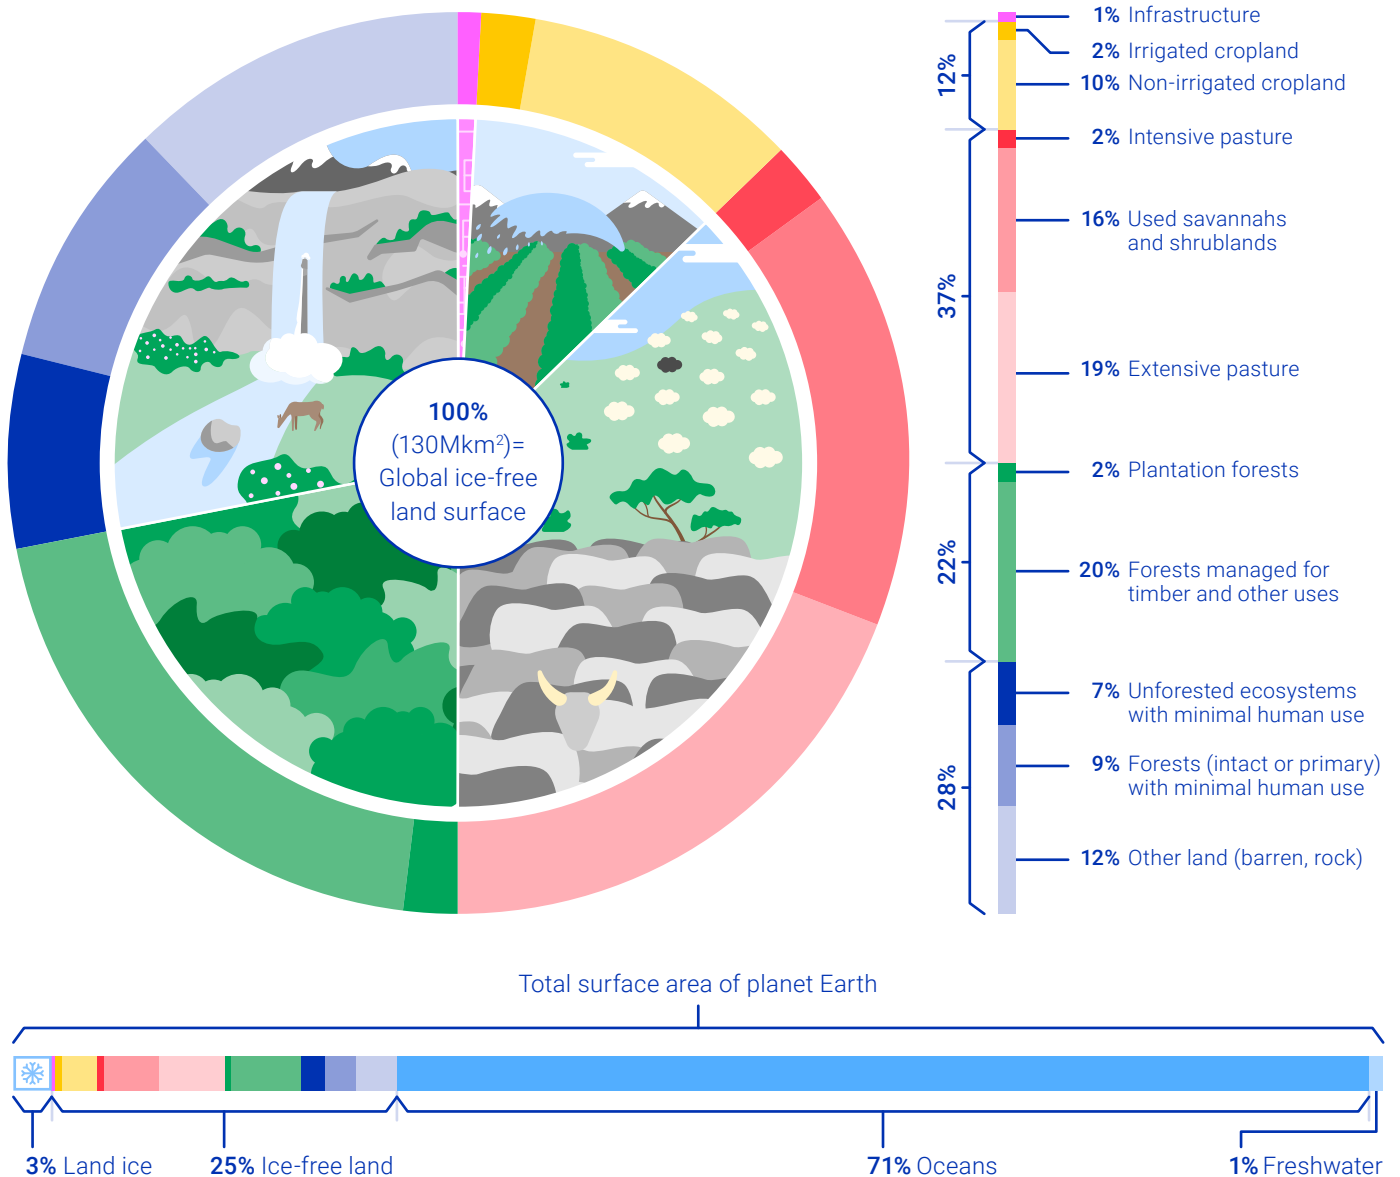 1% Infrastructure
2% Irrigated cropland
10% Non-irrigated cropland
12%
2% Intensive pasture
16% Used savannahs
and shrublands
19% Extensive pasture
37%
2% Plantation forests
20% Forests managed for
timber and other uses
22%
7% Unforested ecosystems
with minimal human use
9% Forests (intact or primary)
with minimal human use
12% Other land (barren, rock)
28%
100%
(130Mkm²)=
Global ice-free
land surface
Total surface area of planet Earth
3% Land ice
25% Ice-free land
71% Oceans
1% Freshwater